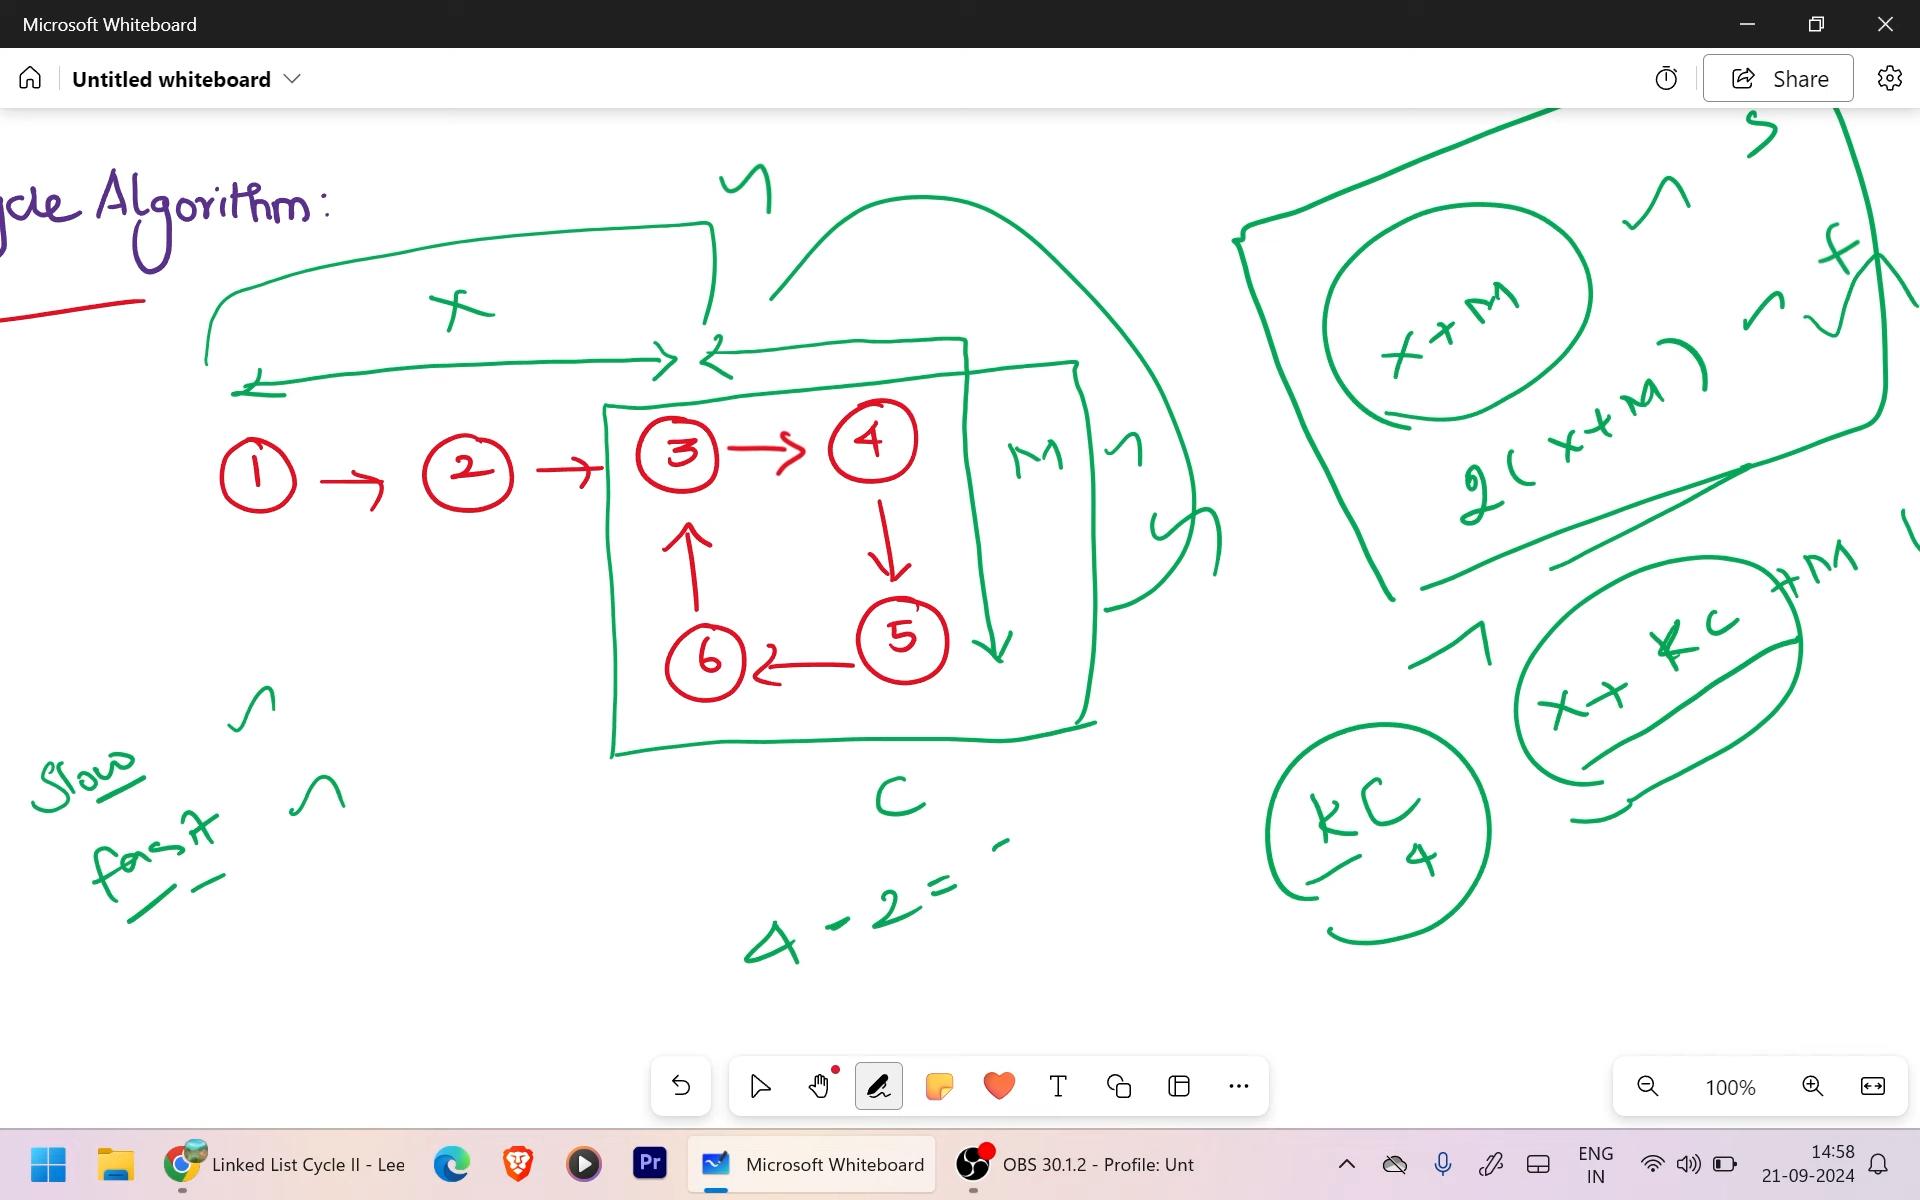 Microsoft Whiteboard
Untitled whiteboard
Share
Algorithm:
S
f
x
x+M
2(x+M)
1
2
3
4
M
5
6
x+KC+M
C
KC
4
Slow
fast
4-2=
100%
Linked List Cycle II - Lee
Pr
Microsoft Whiteboard
OBS 30.1.2 - Profile: Unt
ENG
IN
14:58
21-09-2024